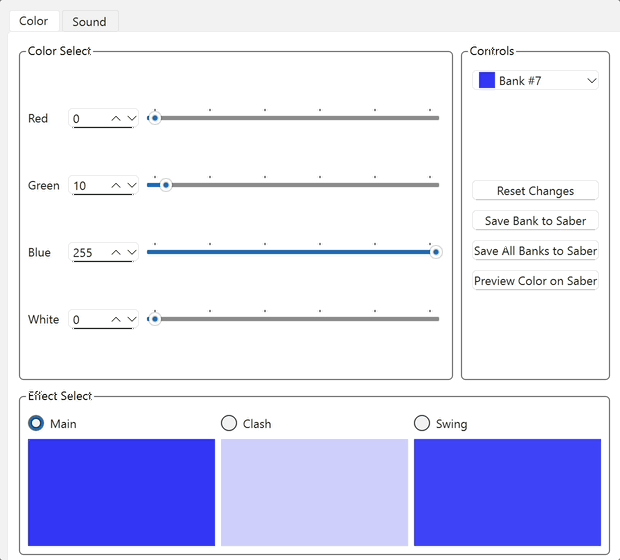 Color Sound
Color Select
Controls
Bank #7
Red 0
Green 10
Blue 255
White 0
Reset Changes
Save Bank to Saber
Save All Banks to Saber
Preview Color on Saber
Effect Select
Main Clash Swing